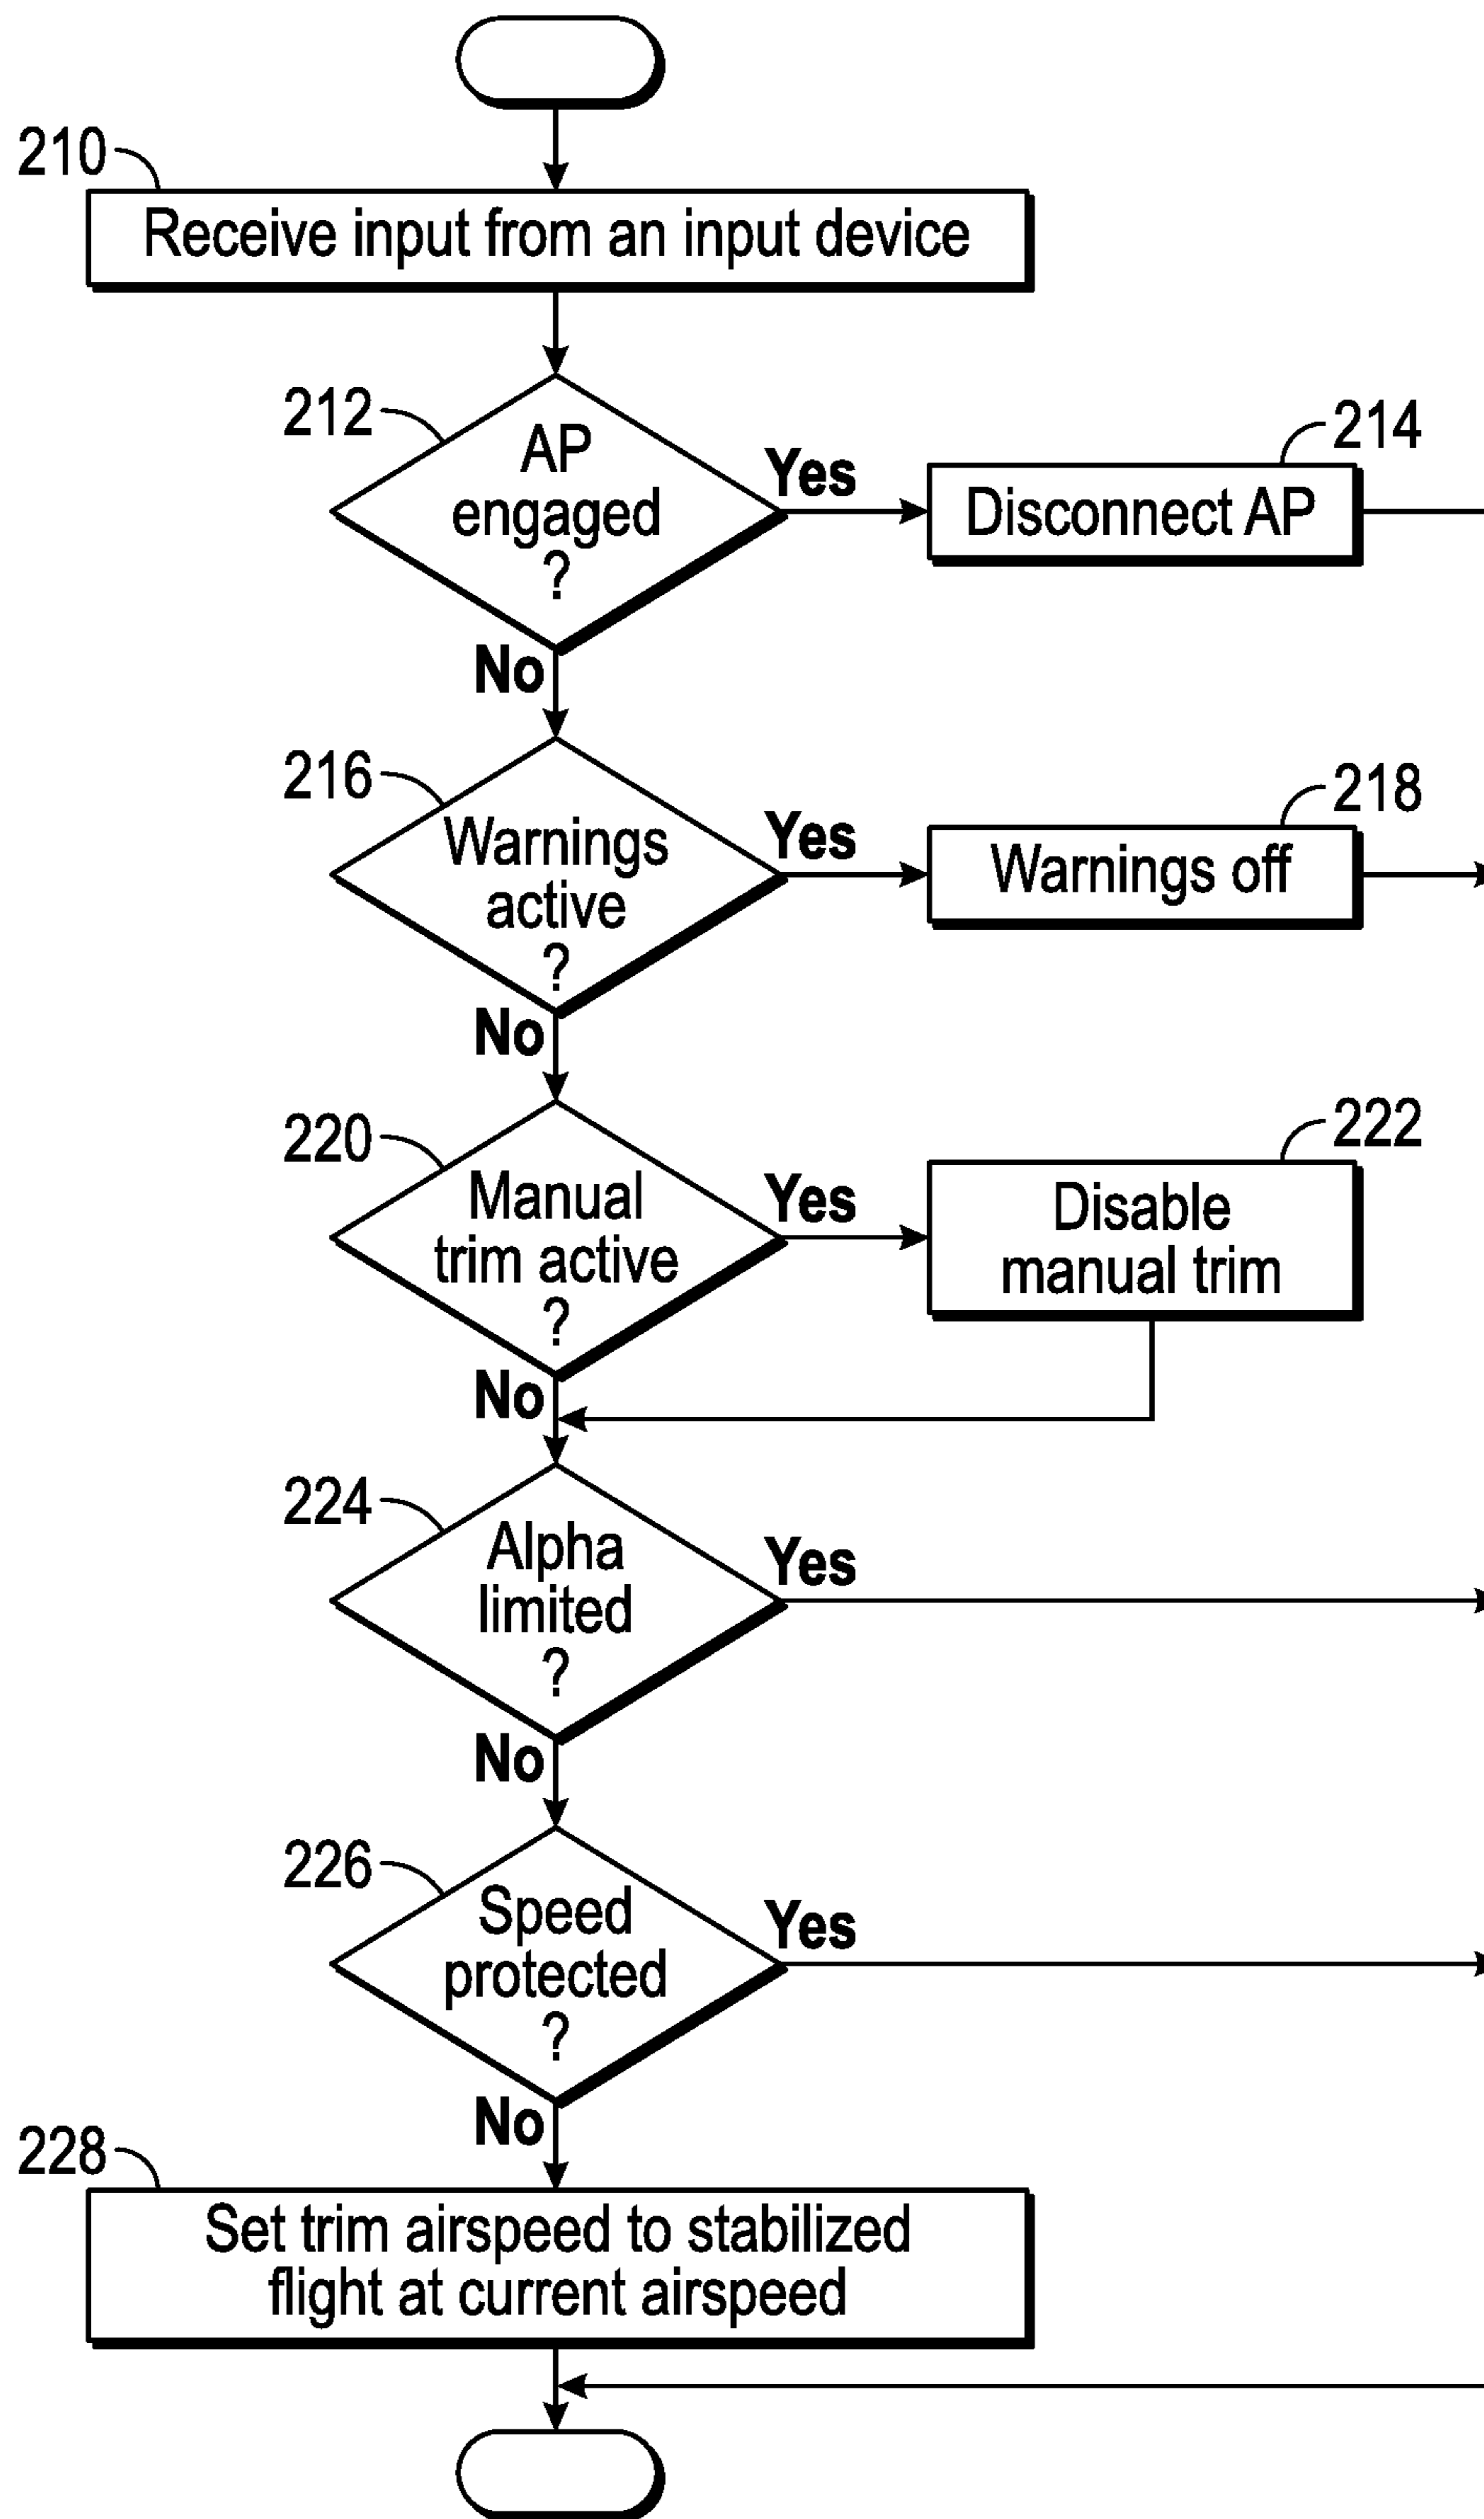 210
Receive input from an input device
212
AP
engaged
?
Yes
214
Disconnect AP
No
216
Warnings
active
?
Yes
218
Warnings off
No
220
Manual
trim active
?
Yes
222
Disable
manual trim
No
224
Alpha
limited
?
Yes
No
226
Speed
protected
?
Yes
No
228
Set trim airspeed to stabilized
flight at current airspeed